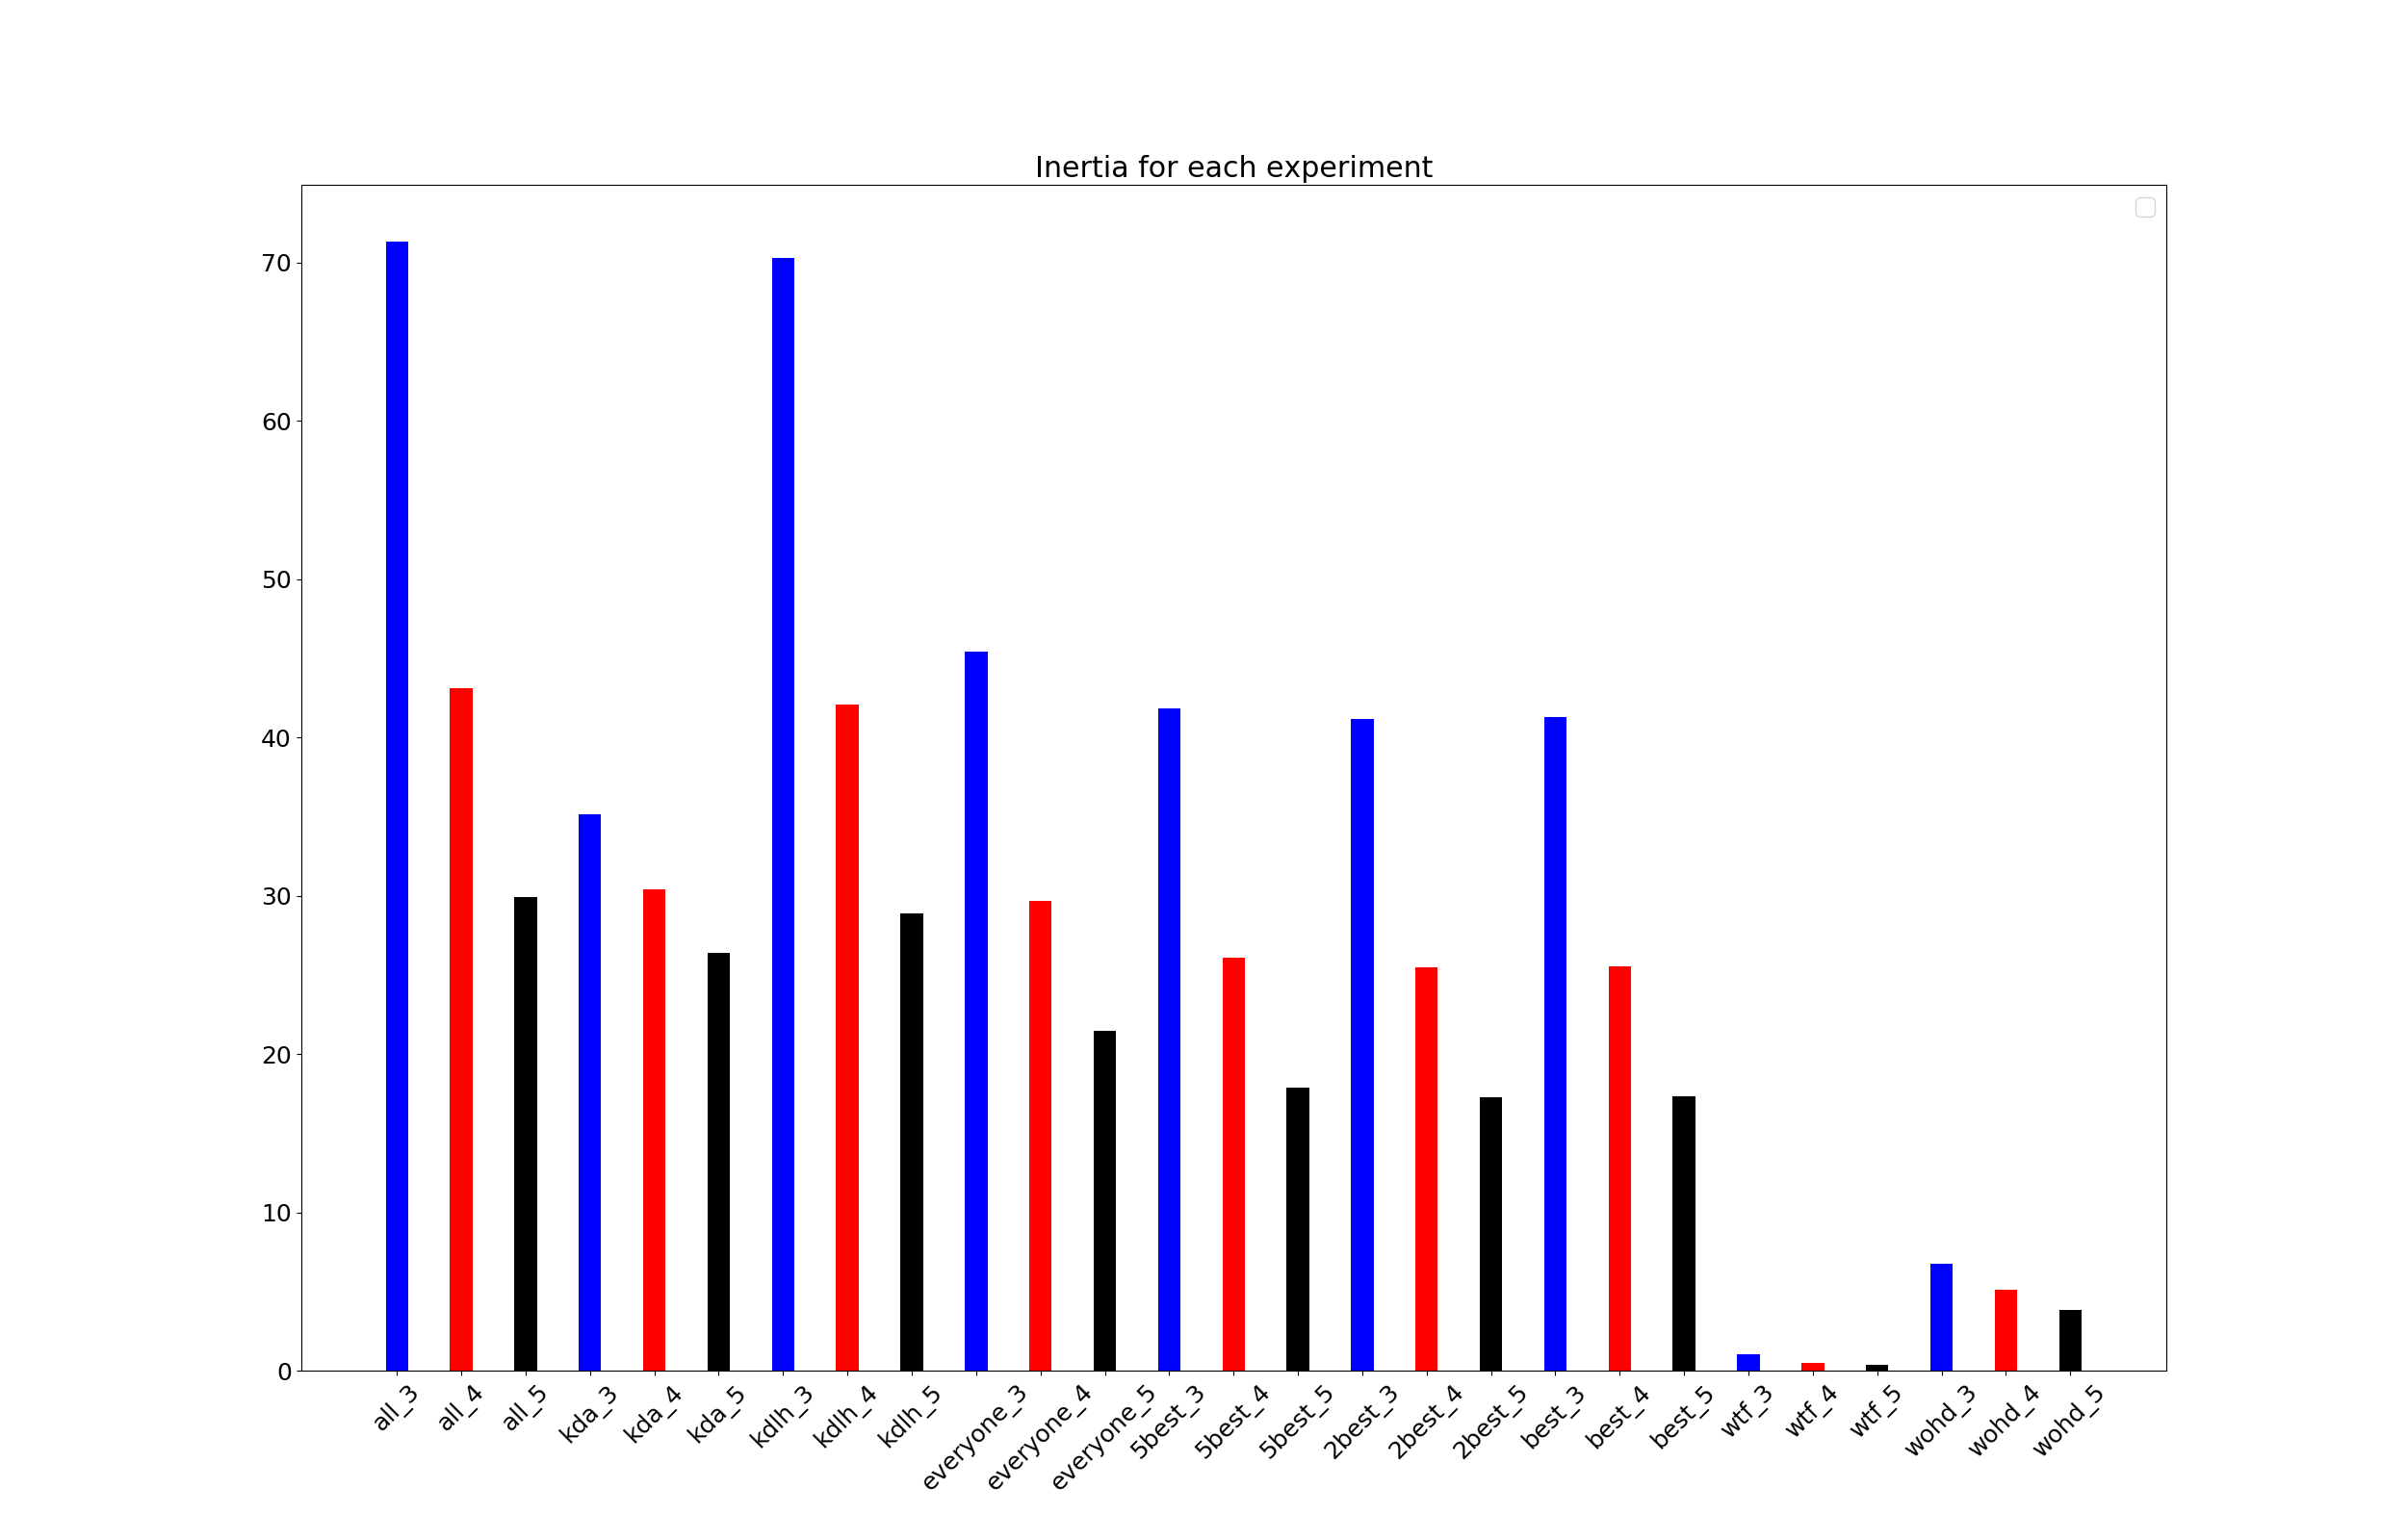 Inertia for each experiment
70
60
50
40
30
20
10
0
all_3
all_4
all_5
kda_3
kda_4
kda_5
kdlh_3
kdlh_4
kdlh_5
everyone_3
everyone_4
everyone_5
5best_3
5best_4
5best_5
2best_3
2best_4
2best_5
best_3
best_4
best_5
wtf_3
wtf_4
wtf_5
wohd_3
wohd_4
wohd_5